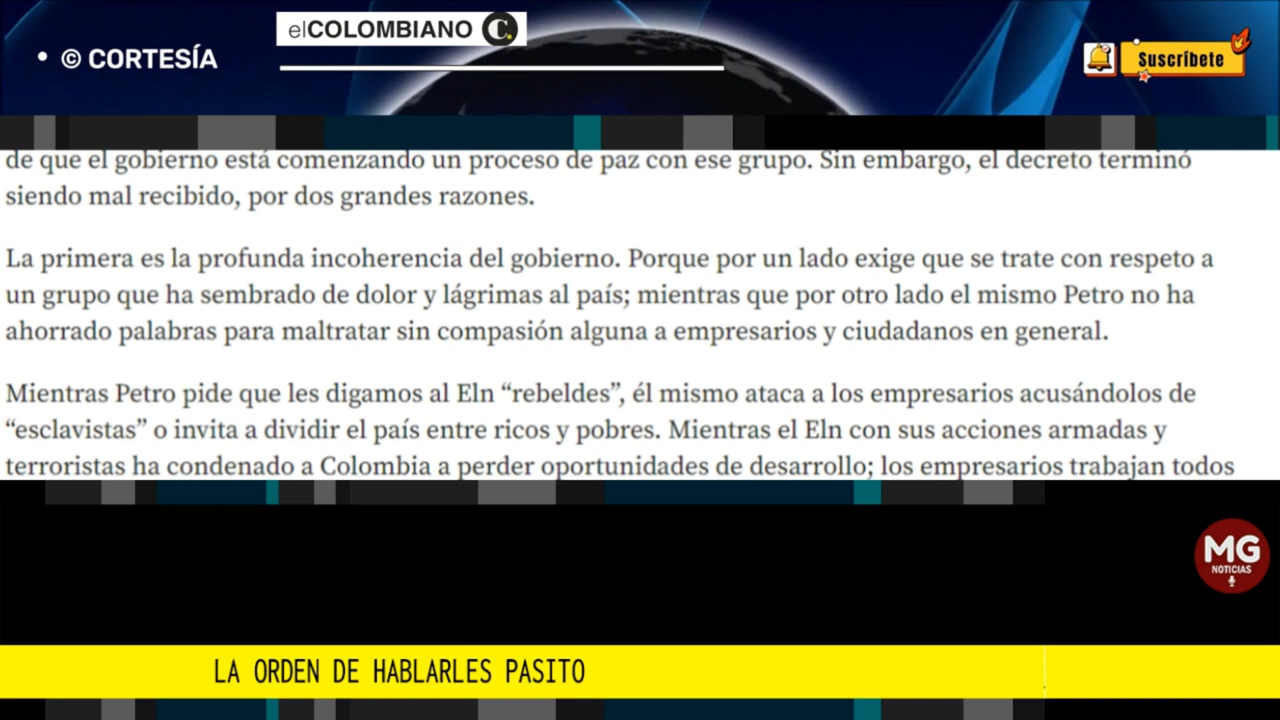 elCOLOMBIANO C.
• © CORTESÍA
Suscríbete
de que el gobierno está comenzando un proceso de paz con ese grupo. Sin embargo, el decreto terminó
siendo mal recibido, por dos grandes razones.
La primera es la profunda incoherencia del gobierno. Porque por un lado exige que se trate con respeto a
un grupo que ha sembrado de dolor y lágrimas al país; mientras que por otro lado el mismo Petro no ha
ahorrado palabras para maltratar sin compasión alguna a empresarios y ciudadanos en general.
Mientras Petro pide que les digamos al Eln “rebeldes”, él mismo ataca a los empresarios acusándolos de
“esclavistas” o invita a dividir el país entre ricos y pobres. Mientras el Eln con sus acciones armadas y
terroristas ha condenado a Colombia a perder oportunidades de desarrollo; los empresarios trabajan todos
MG
NOTICIAS
LA ORDEN DE HABLARLES PASITO